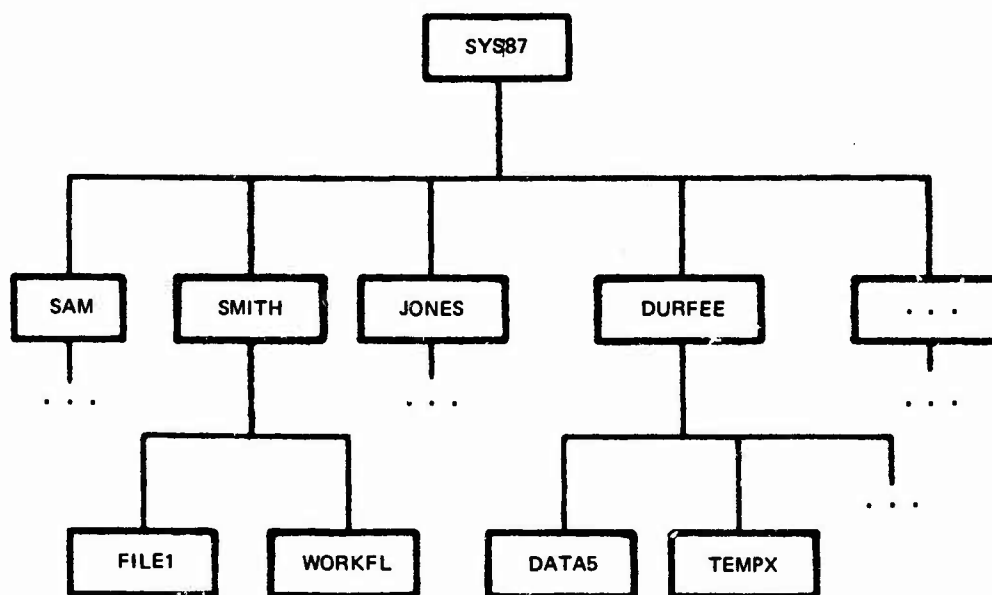 SYS87
SAM SMITH JONES DURFEE . . .
. . . . . . . . .
. . .
FILE1 WORKFL DATA5 TEMPX